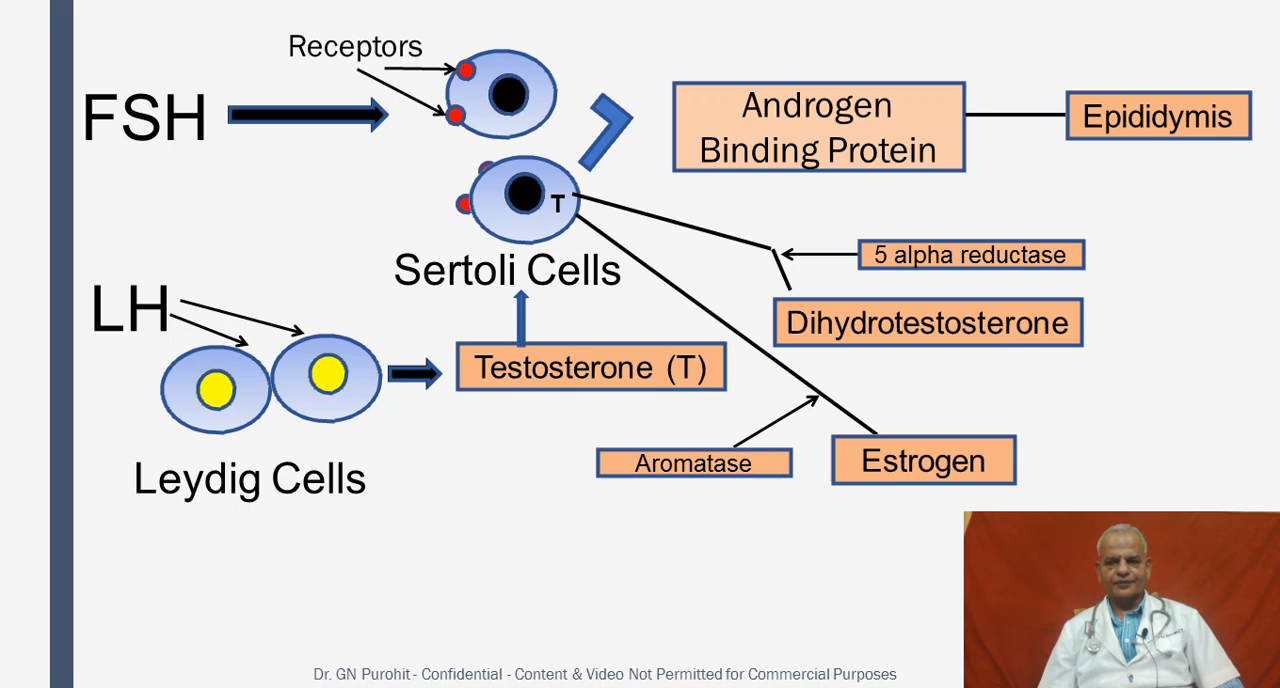 Receptors
FSH
Androgen
Binding Protein
Epididymis
T
5 alpha reductase
Sertoli Cells
LH
Dihydrotestosterone
Testosterone (T)
Aromatase
Estrogen
Leydig Cells
Dr. GN Purohit - Confidential - Content & Video Not Permitted for Commercial Purposes